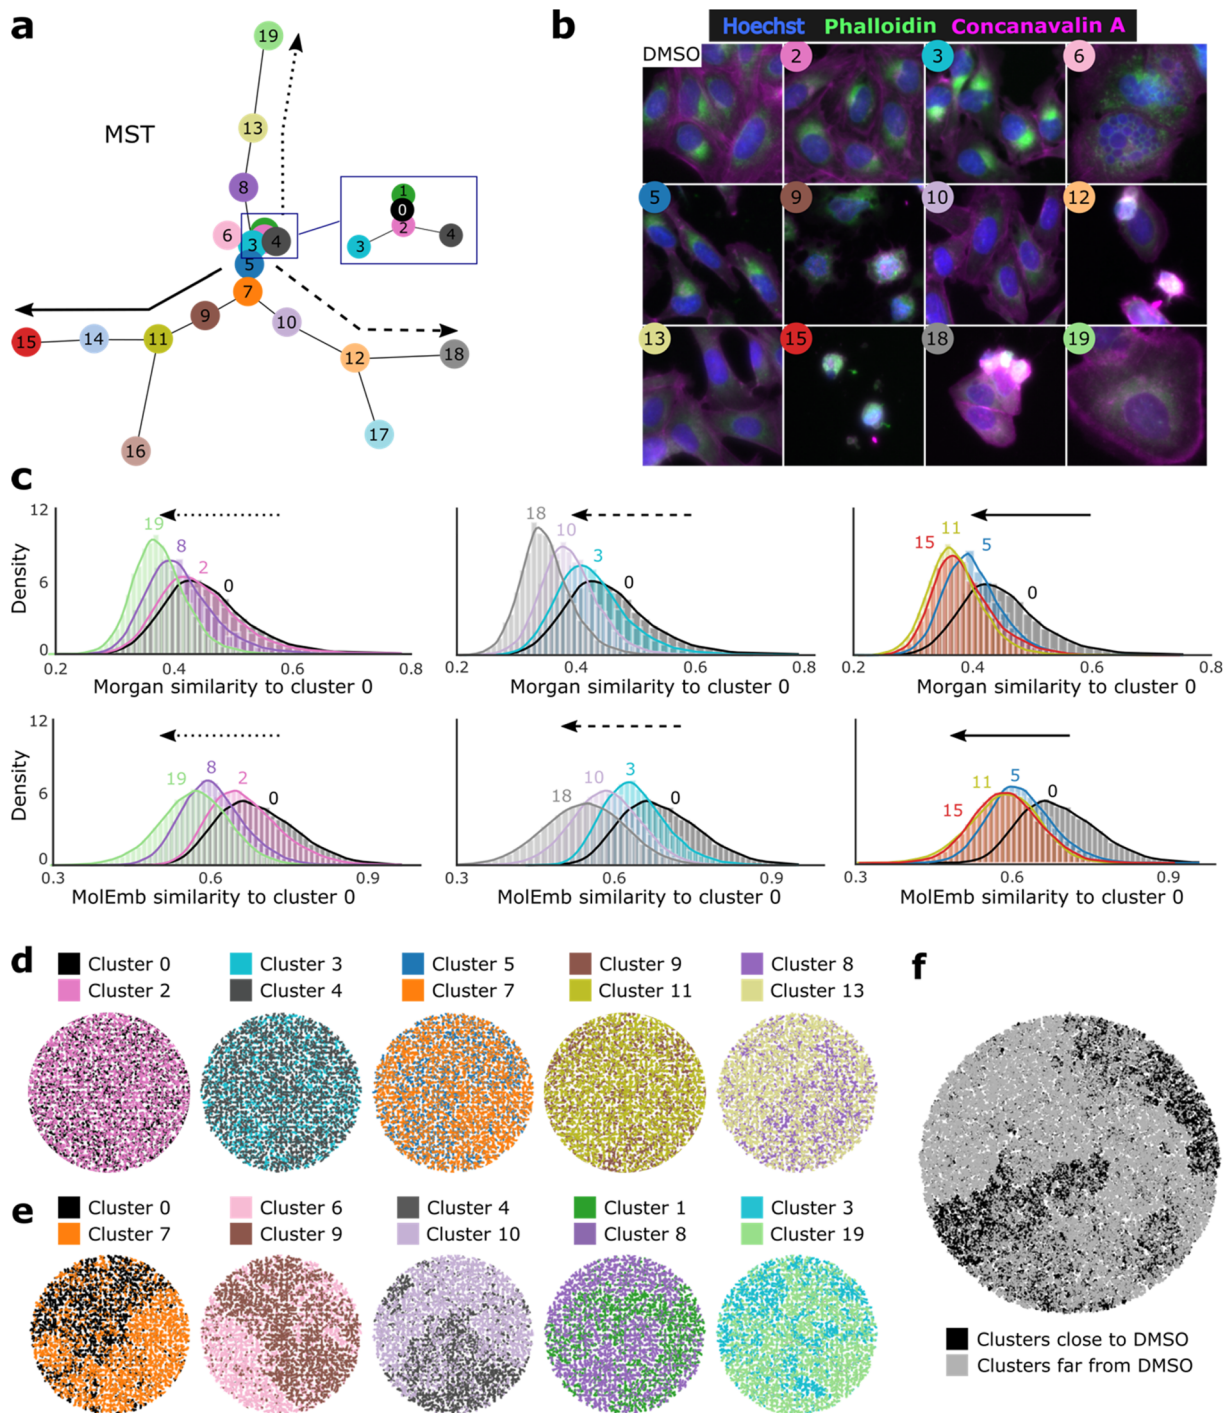 a
MST
19
13
8
6
3
4
5
7
9
10
11
14
15
12
18
16
17
1
0
2
3
4
b
Hoechst Phalloidin Concanavalin A
DMSO 2 3 6
5 9 10 12
13 15 18 19
c
Density
12
6
0
19
8
2
0
0.2 0.4 0.6 0.8
Morgan similarity to cluster 0
18
10
3
0
0.2 0.4 0.6 0.8
Morgan similarity to cluster 0
15
11
5
0
0.2 0.4 0.6 0.8
Morgan similarity to cluster 0
Density
12
6
0
19
8
2
0
0.3 0.6 0.9
MolEmb similarity to cluster 0
18
10
3
0
0.3 0.6 0.9
MolEmb similarity to cluster 0
15
11
5
0
0.3 0.6 0.9
MolEmb similarity to cluster 0
d
Cluster 0 Cluster 3 Cluster 5 Cluster 9 Cluster 8
Cluster 2 Cluster 4 Cluster 7 Cluster 11 Cluster 13
e
Cluster 0 Cluster 6 Cluster 4 Cluster 1 Cluster 3
Cluster 7 Cluster 9 Cluster 10 Cluster 8 Cluster 19
f
Clusters close to DMSO
Clusters far from DMSO